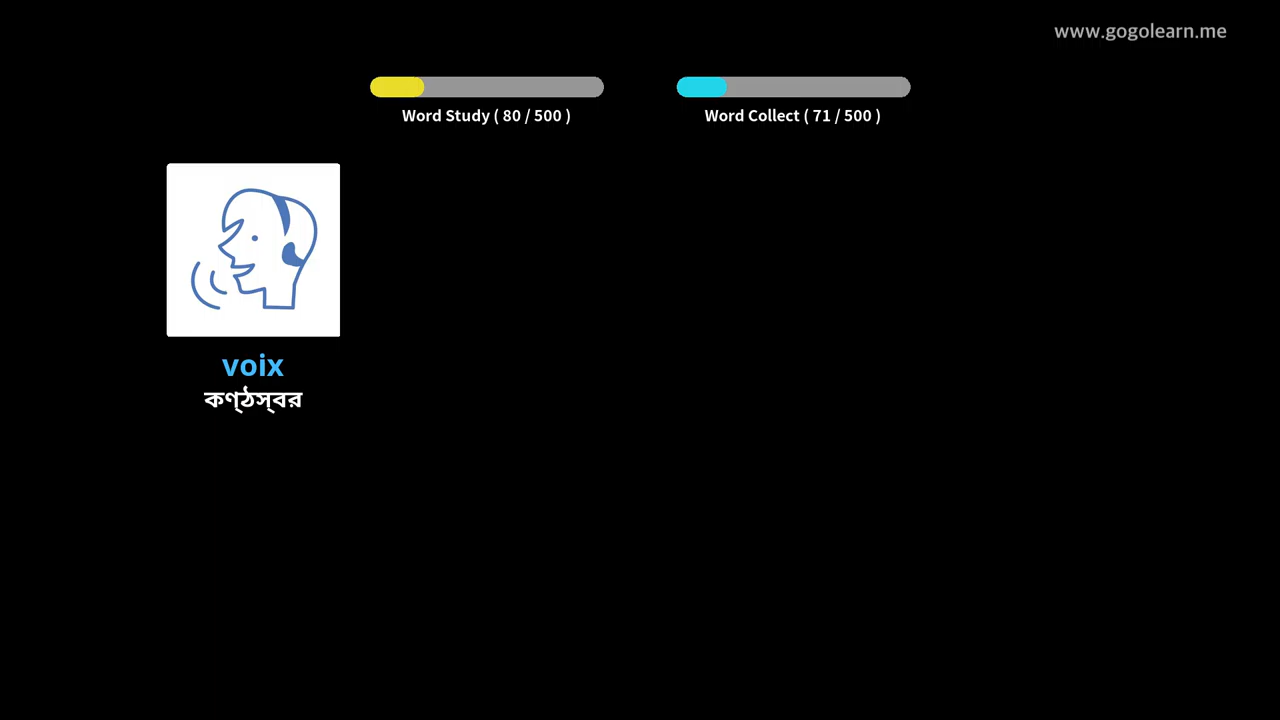 www.gogolearn.me
Word Study ( 80 / 500 )
Word Collect ( 71 / 500 )
voix
কণ্ঠস্বর